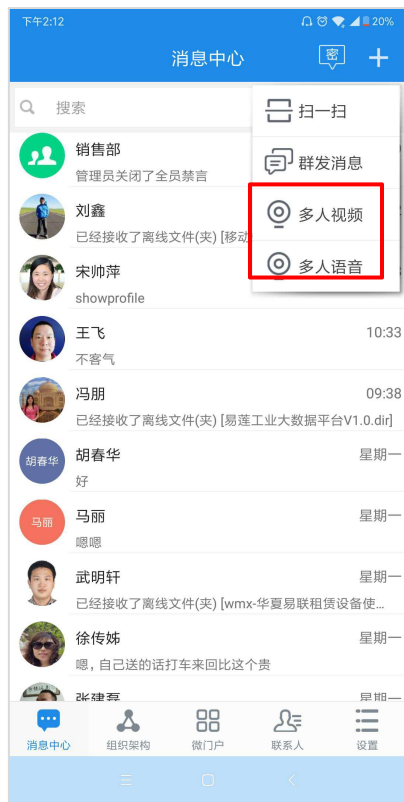 下午2:12
20%
消息中心
密
搜索
扫一扫
群发消息
多人视频
多人语音
销售部
管理员关闭了全员禁言
刘鑫
已经接收了离线文件(夹) [移动
宋帅萍
showprofile
王飞
10:33
不客气
冯朋
09:38
已经接收了离线文件(夹) [易莲工业大数据平台V1.0.dir]
胡春华
胡春华
星期一
好
马丽
马丽
星期一
嗯嗯
武明轩
星期一
已经接收了离线文件(夹) [wmx-华夏易联租赁设备使...
徐传姊
星期一
嗯，自己送的话打车来回比这个贵
张建磊
星期一
消息中心
组织架构
微门户
联系人
设置